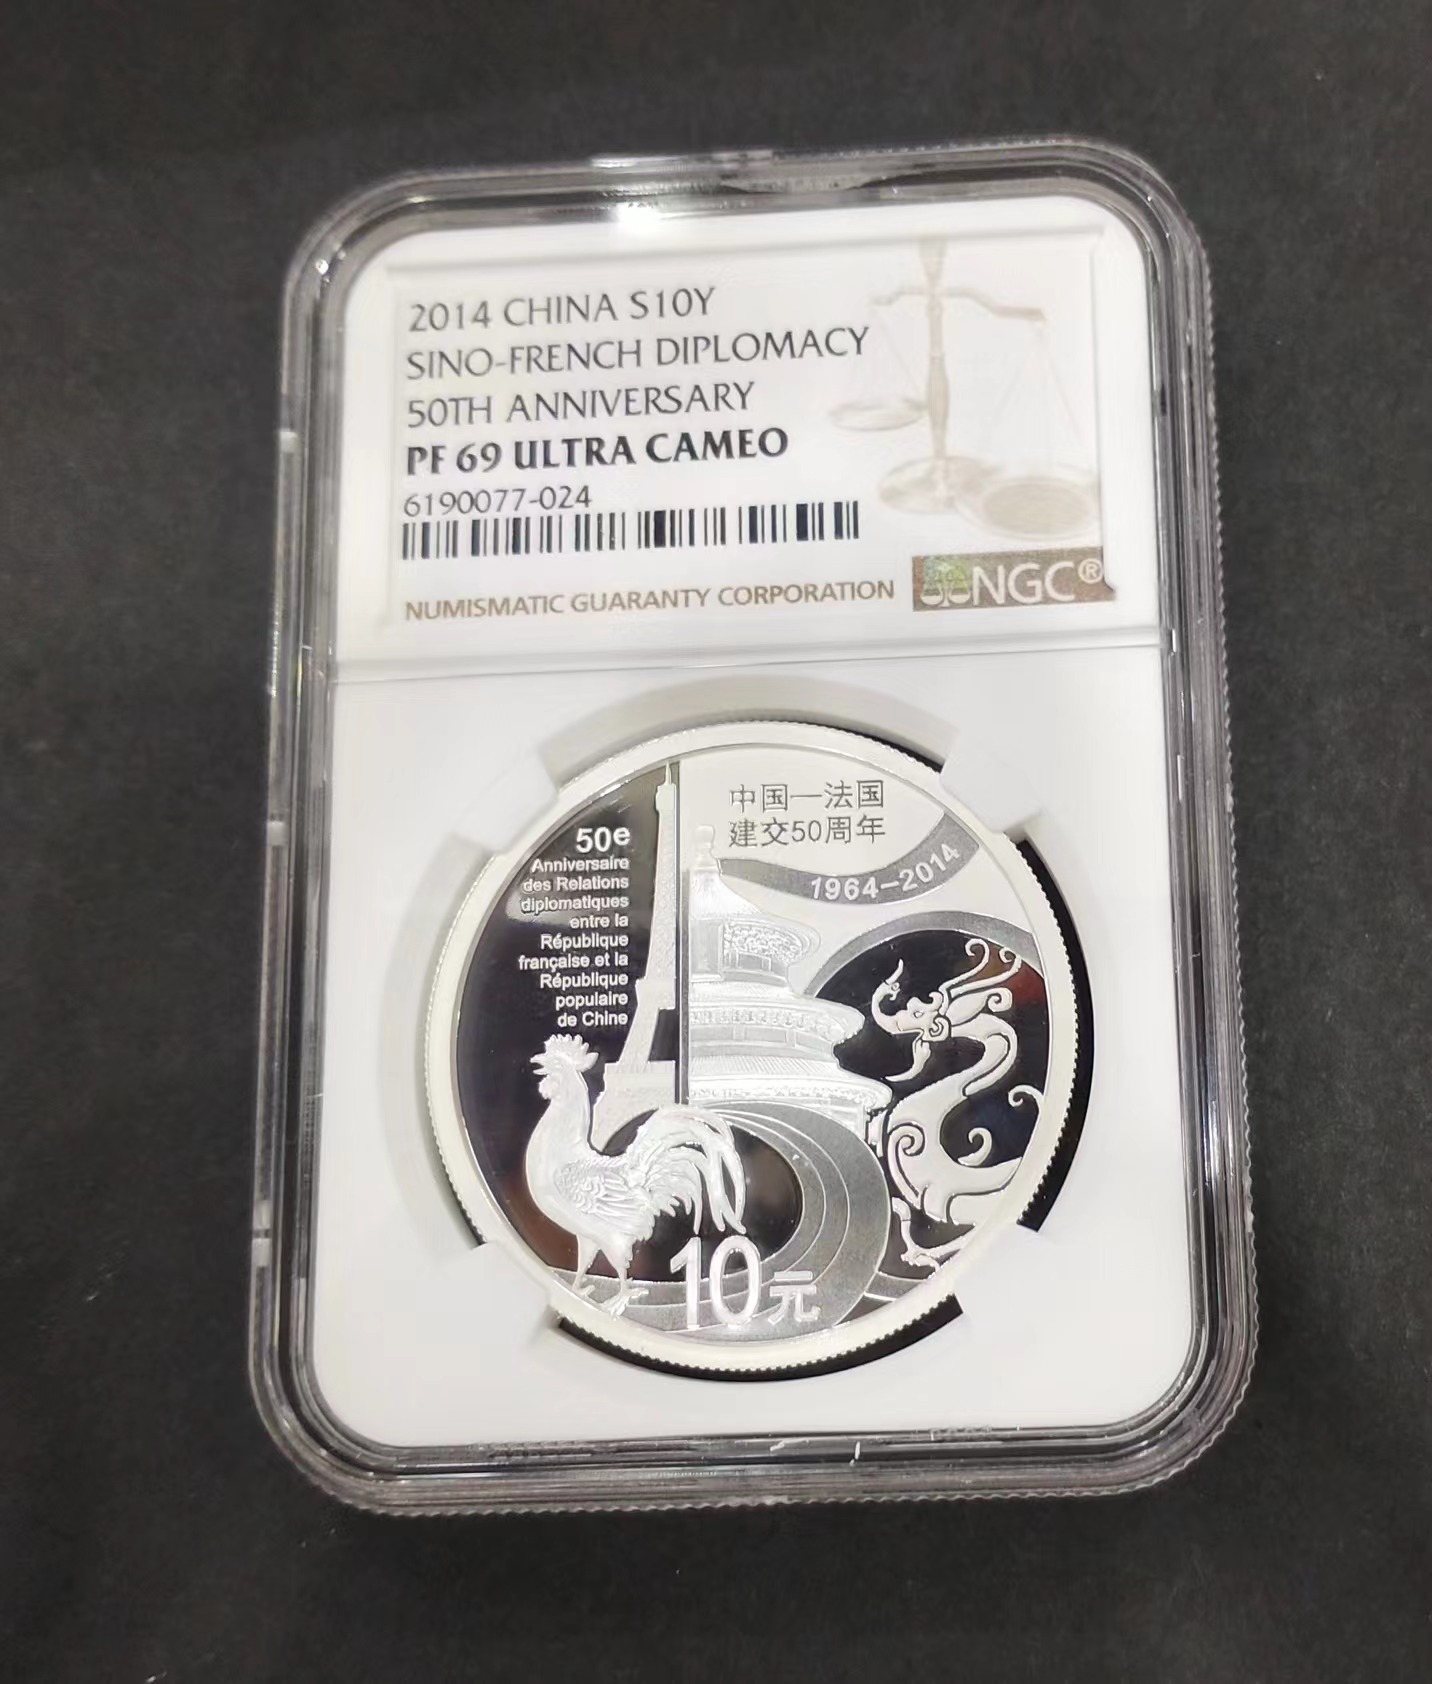 2014 CHINA S10Y
SINO-FRENCH DIPLOMACY
50TH ANNIVERSARY
PF 69 ULTRA CAMEO
6190077-024
NUMISMATIC GUARANTY CORPORATION
NGC®
50e
Anniversaire
des Relations
diplomatiques
entre la
République
française et la
République
populaire
de Chine
中国—法国
建交50周年
1964-2014
10元